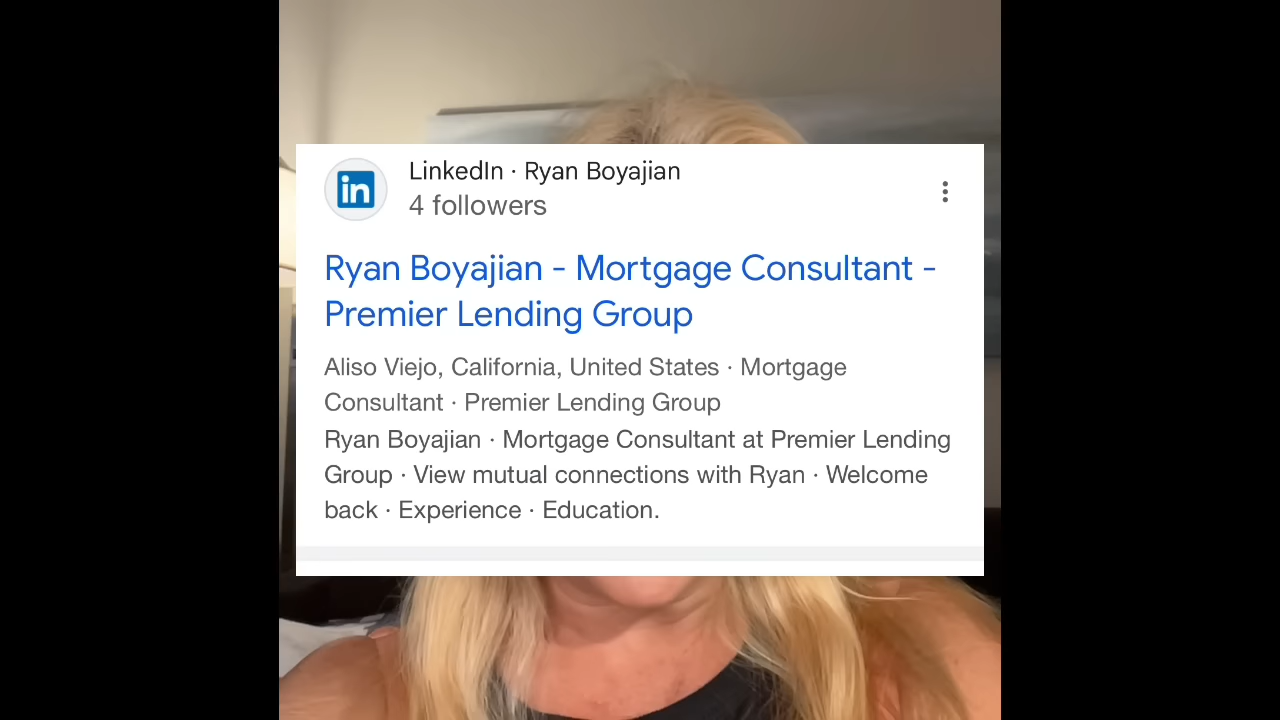 in
LinkedIn · Ryan Boyajian
4 followers
Ryan Boyajian - Mortgage Consultant -
Premier Lending Group
Aliso Viejo, California, United States · Mortgage
Consultant · Premier Lending Group
Ryan Boyajian · Mortgage Consultant at Premier Lending
Group · View mutual connections with Ryan · Welcome
back · Experience · Education.